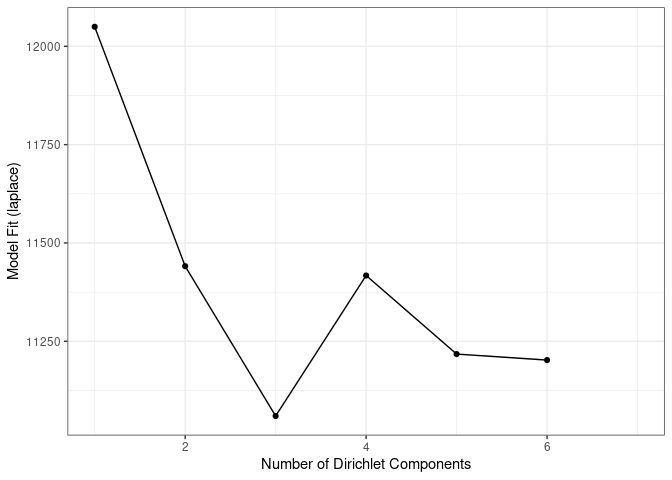 12000
11750
11500
11250
Model Fit (laplace)
2 4 6
Number of Dirichlet Components